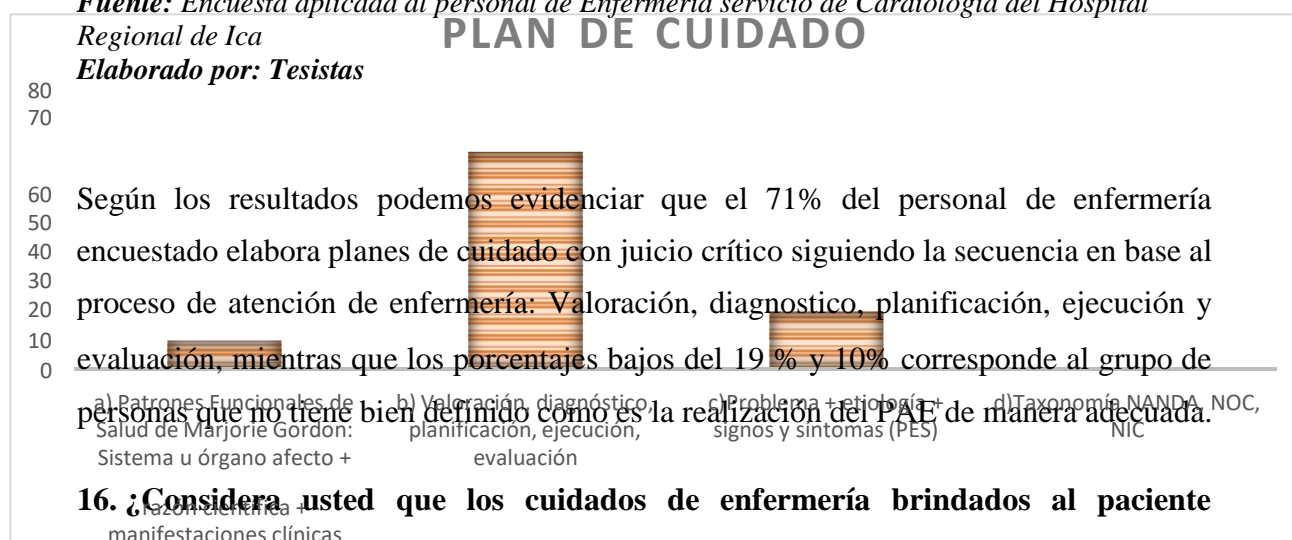 Fuente: Encuesta aplicada al personal de Enfermería servicio de Cardiología del Hospital
Regional de Ica
PLAN DE CUIDADO
Elaborado por: Tesistas
80
70
60
50
40
30
20
10
0
Según los resultados podemos evidenciar que el 71% del personal de enfermería
encuestado elabora planes de cuidado con juicio crítico siguiendo la secuencia en base al
proceso de atención de enfermería: Valoración, diagnostico, planificación, ejecución y
evaluación, mientras que los porcentajes bajos del 19 % y 10% corresponde al grupo de
personas que no tiene bien definido como es la realización del PAE de manera adecuada.
a) Patrones Funcionales de
Salud de Marjorie Gordon:
Sistema u órgano afecto +
razón científica +
manifestaciones clínicas
b) Valoración, diagnóstico,
planificación, ejecución,
evaluación
c)Problema + etiología +
signos y síntomas (PES)
d)Taxonomía NANDA, NOC,
NIC
16. ¿Considera usted que los cuidados de enfermería brindados al paciente